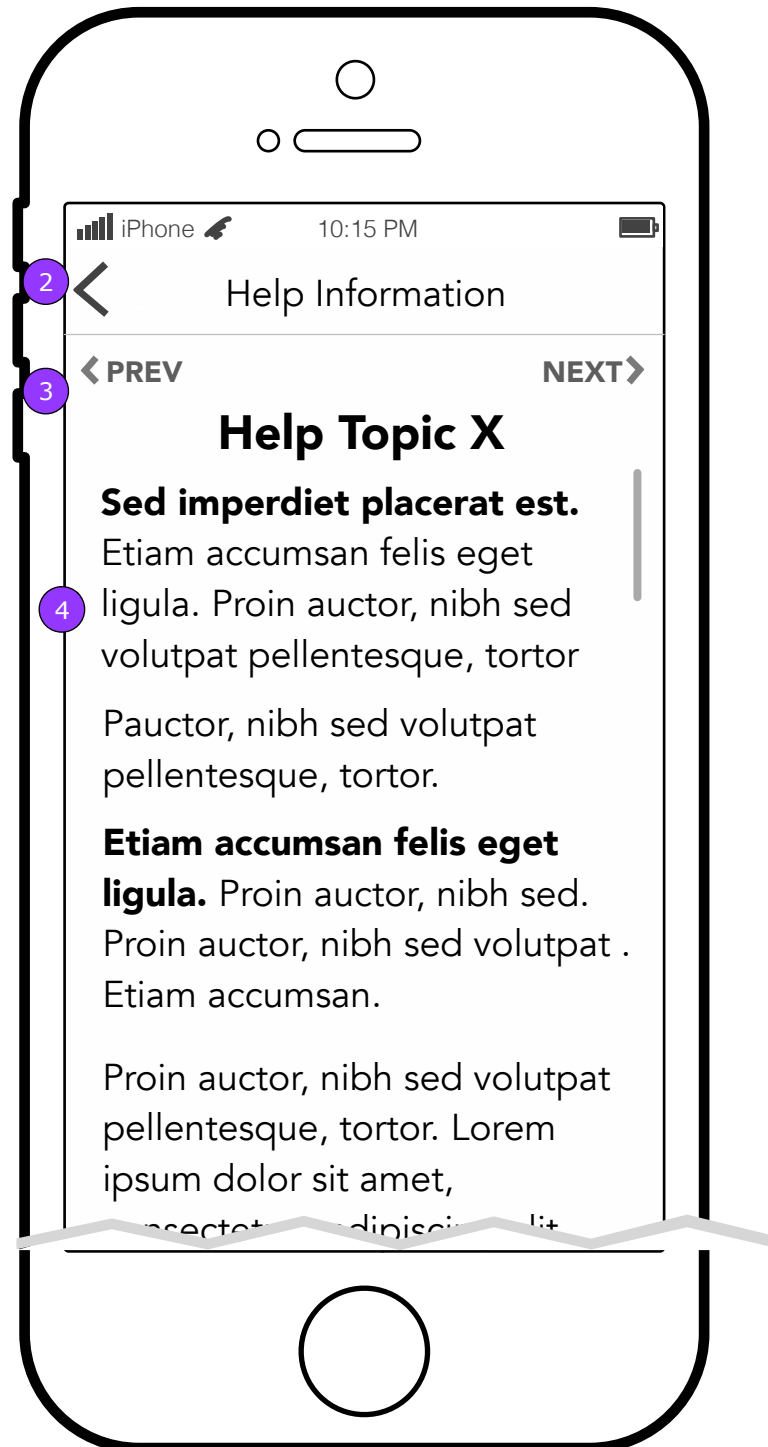 iPhone 10:15 PM
2
Help Information
PREV NEXT
3
Help Topic X
Sed imperdiet placerat est.
Etiam accumsan felis eget
4
ligula. Proin auctor, nibh sed
volutpat pellentesque, tortor
Pauctor, nibh sed volutpat
pellentesque, tortor.
Etiam accumsan felis eget
ligula. Proin auctor, nibh sed.
Proin auctor, nibh sed volutpat .
Etiam accumsan.
Proin auctor, nibh sed volutpat
pellentesque, tortor. Lorem
ipsum dolor sit amet,